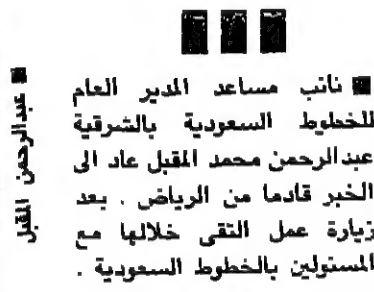 ■ نائب مساعد المدير العام
للخطوط السعودية بالشرقية
عبدالرحمن محمد المقبل عاد الى
الخبر قادما من الرياض . بعد
زيارة عمل التقى خلالها مع
المسئولين بالخطوط السعودية .
■ عبدالرحمن المقبل